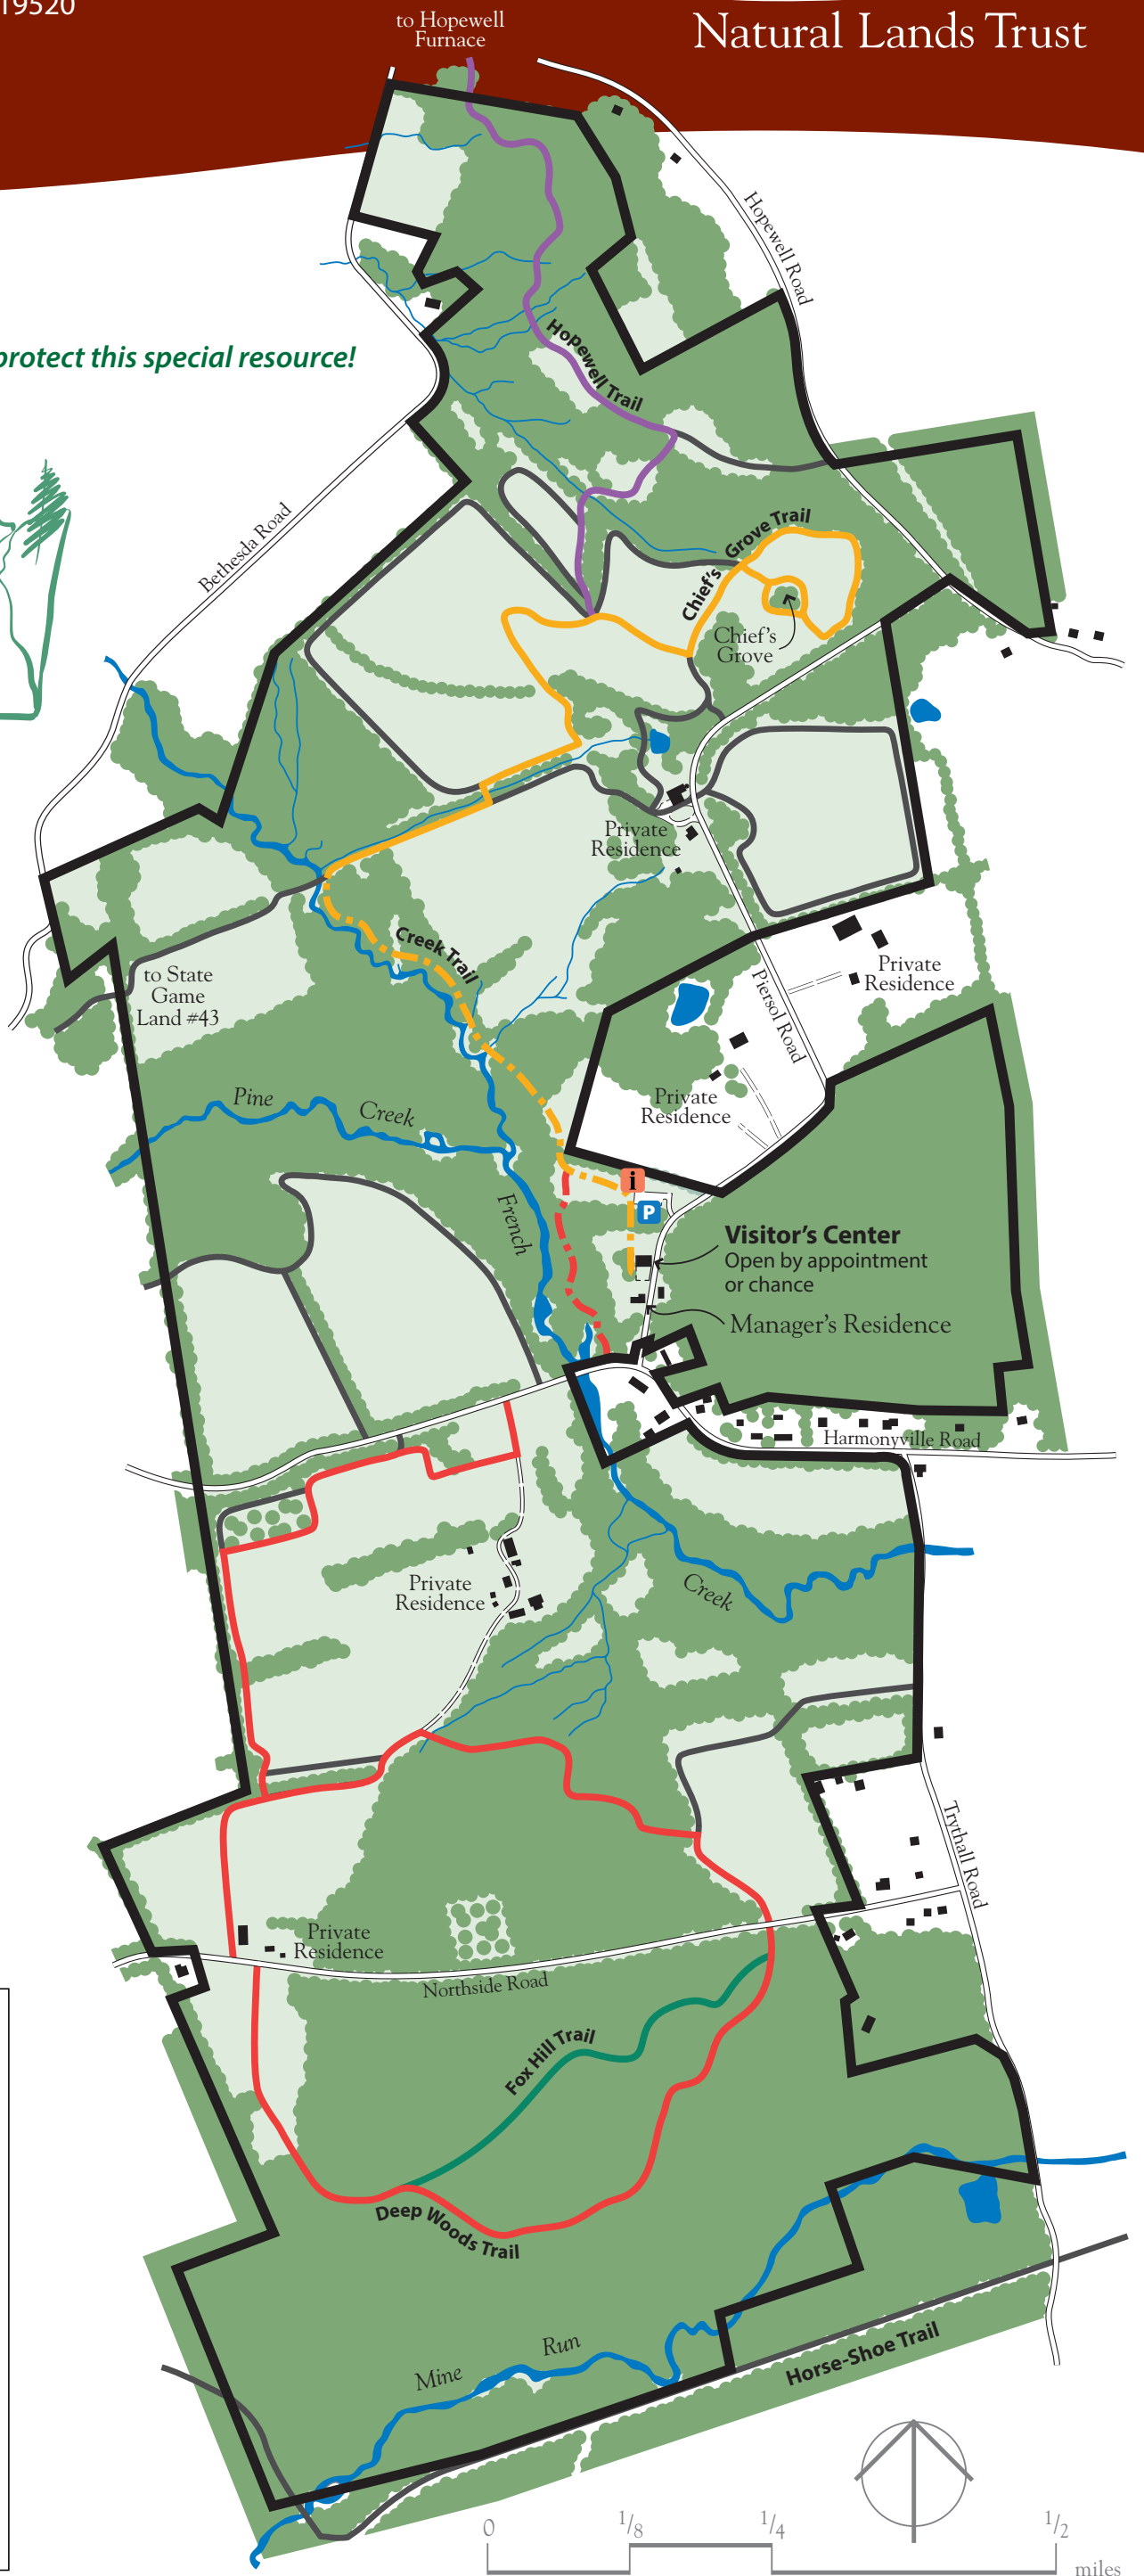 19520
to Hopewell
Furnace
Natural Lands Trust
Hopewell Road
protect this special resource!
Hopewell Trail
Bethesda Road
Chief's Grove Trail
Chief's
Grove
Private
Residence
Creek Trail
to State
Game
Land #43
Private
Residence
Piersol Road
Pine Creek
Private
Residence
i
P
French
Visitor's Center
Open by appointment
or chance
Manager's Residence
Harmonyville Road
Private
Residence
Creek
Trythall Road
Private
Residence
Northside Road
Fox Hill Trail
Deep Woods Trail
Mine Run
Horse-Shoe Trail
0 1/8 1/4 1/2
miles